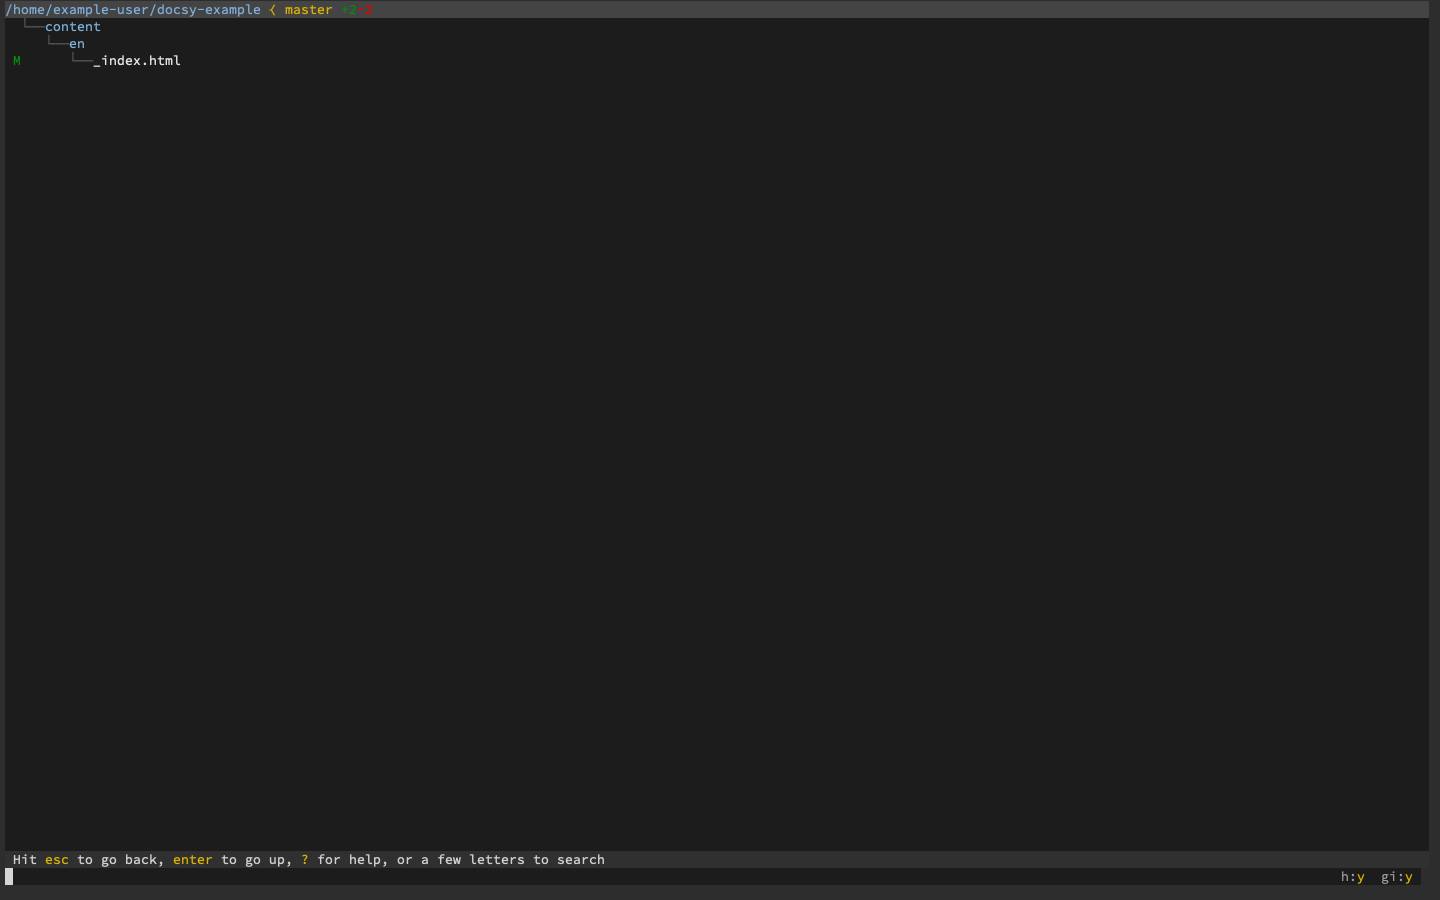 /home/example-user/docsy-example ᚜ master +2-2
└──content
└──en
M └──_index.html
Hit esc to go back, enter to go up, ? for help, or a few letters to search
h:y gi:y